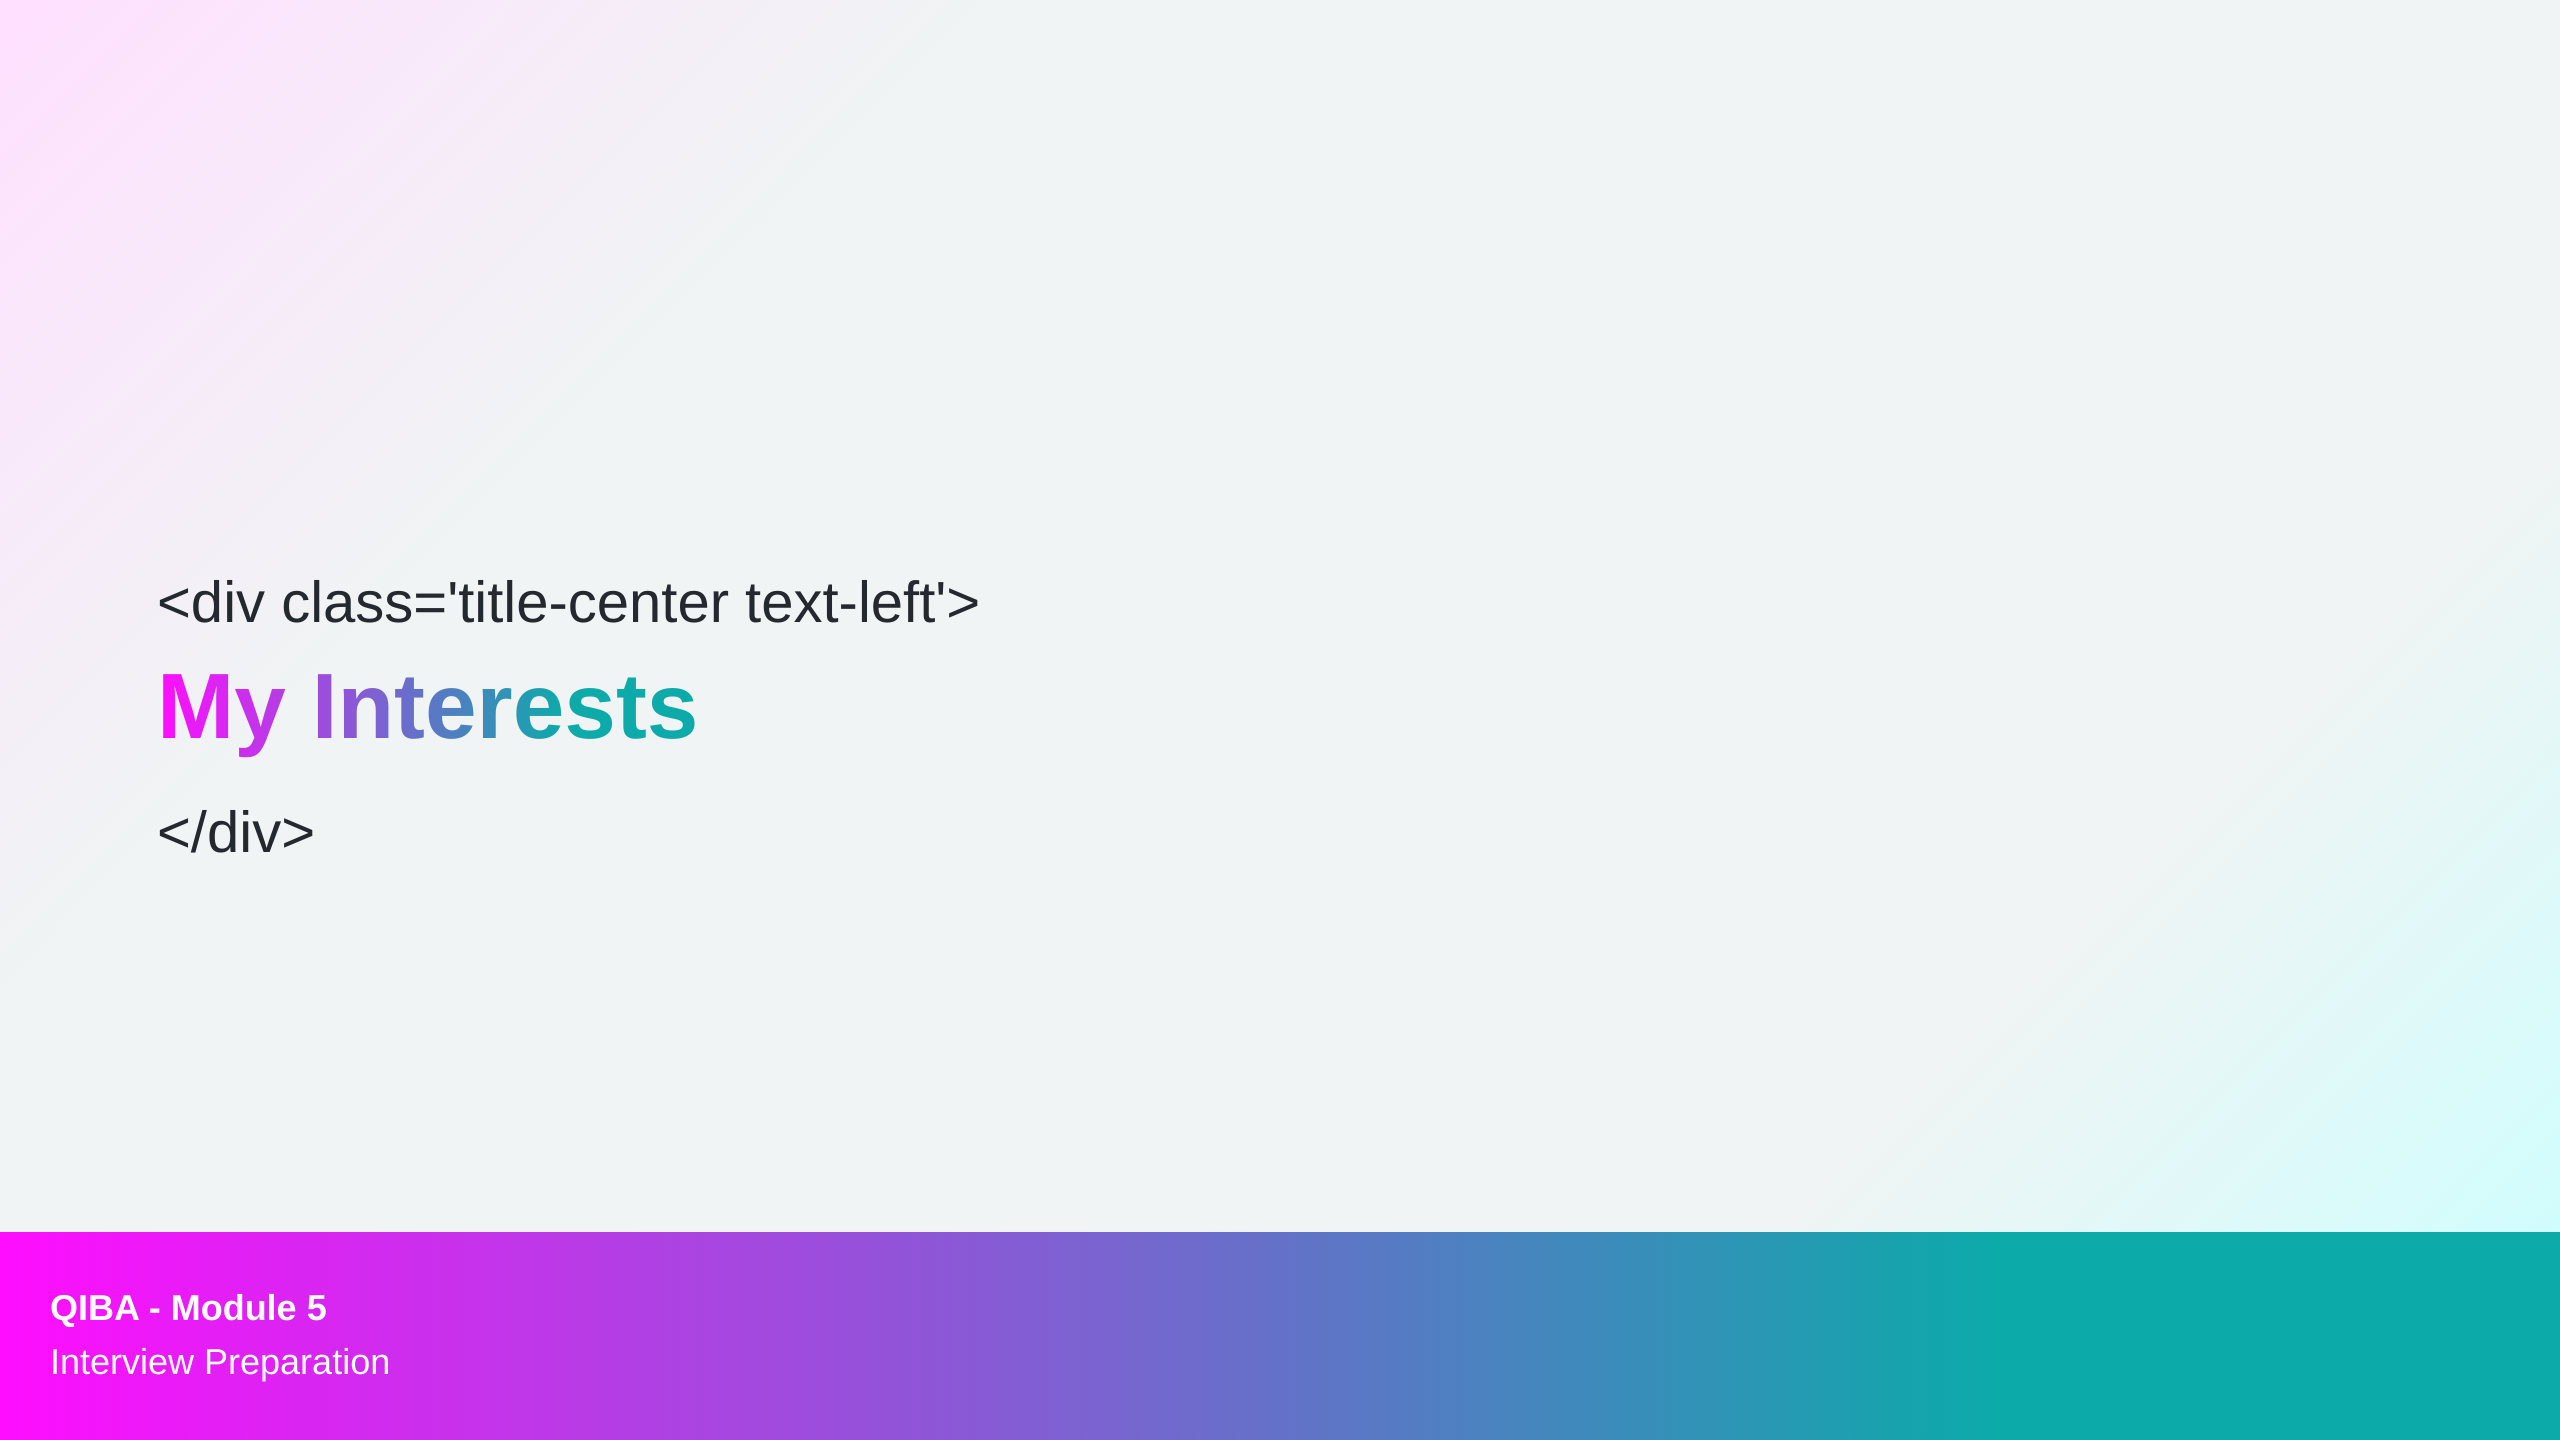 <div class='title-center text-left'>
My Interests
</div>
QIBA - Module 5
Interview Preparation